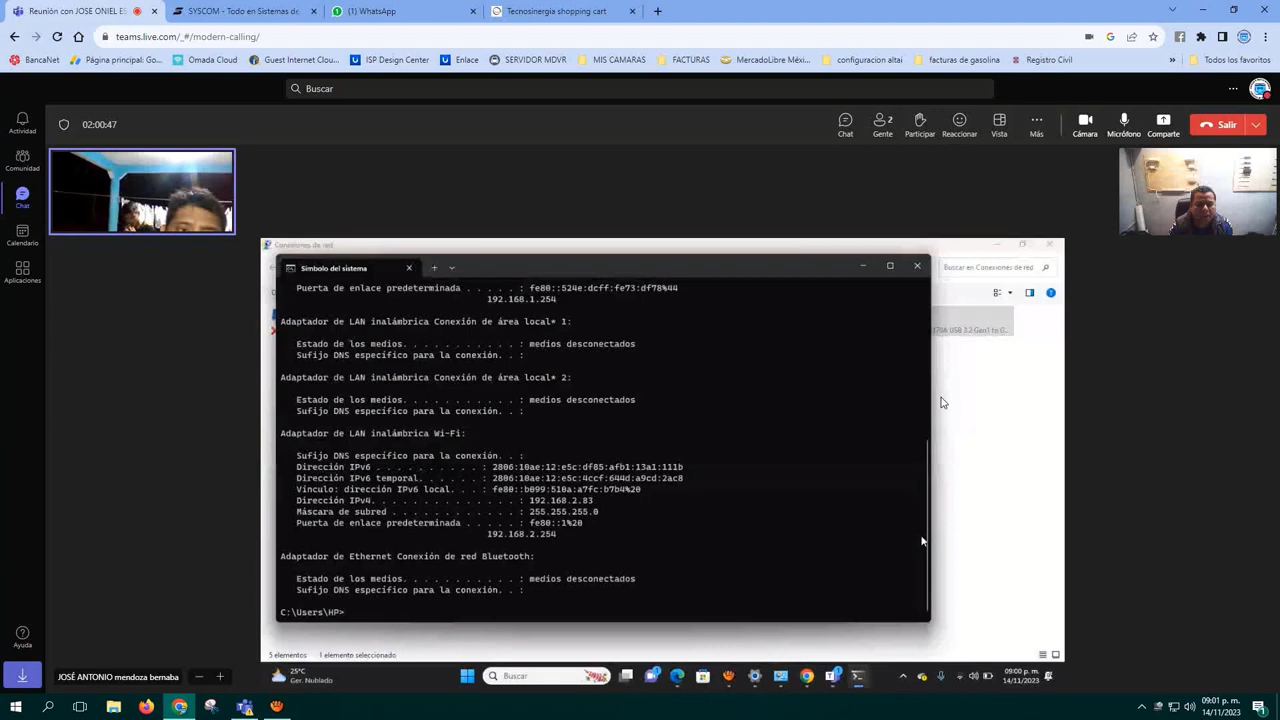 Reunión con JOSE ONIEL ES
SYSCOM - Todo en Sistemas de
(1) WhatsApp
Tecnosinergia shopping cart
teams.live.com/_#/modern-calling/
BancaNet
Página principal: Go...
Omada Cloud
Guest Internet Clou...
ISP Design Center
Enlace
SERVIDOR MDVR
MIS CAMARAS
FACTURAS
MercadoLibre Méxi...
configuracion altai
facturas de gasolina
Registro Civil
Todos los favoritos
Buscar
Actividad
Comunidad
Chat
Calendario
Aplicaciones
Ayuda
02:00:47
Chat
Gente
2
Participar
Reaccionar
Vista
Más
Cámara
Micrófono
Comparte
Salir
Conexiones de red
Buscar en Conexiones de red
Símbolo del sistema
Puerta de enlace predeterminada . . . . . : fe80::524e:dcff:fe73:df78%44
192.168.1.254
Adaptador de LAN inalámbrica Conexión de área local* 1:
Estado de los medios. . . . . . . . . . . : medios desconectados
Sufijo DNS específico para la conexión. . :
Adaptador de LAN inalámbrica Conexión de área local* 2:
Estado de los medios. . . . . . . . . . . : medios desconectados
Sufijo DNS específico para la conexión. . :
Adaptador de LAN inalámbrica Wi-Fi:
Sufijo DNS específico para la conexión. . :
Dirección IPv6 . . . . . . . . . . : 2806:10ae:12:e5c:df85:afb1:13a1:111b
Dirección IPv6 temporal. . . . . . : 2806:10ae:12:e5c:4ccf:644d:a9cd:2ac8
Vínculo: dirección IPv6 local. . . : fe80::b099:510a:a7fc:b7b4%20
Dirección IPv4. . . . . . . . . . . . . . : 192.168.2.83
Máscara de subred . . . . . . . . . . . . : 255.255.255.0
Puerta de enlace predeterminada . . . . . : fe80::1%20
192.168.2.254
Adaptador de Ethernet Conexión de red Bluetooth:
Estado de los medios. . . . . . . . . . . : medios desconectados
Sufijo DNS específico para la conexión. . :
C:\Users\HP>
5 elementos
1 elemento seleccionado
25°C
Ger. Nublado
Buscar
09:00 p. m.
14/11/2023
JOSÉ ANTONIO mendoza bernaba
09:01 p. m.
14/11/2023